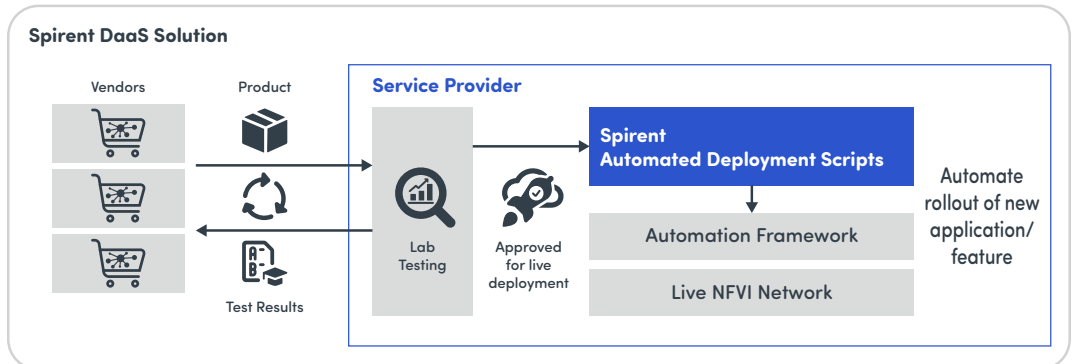 Spirent DaaS Solution
Vendors
Product
Service Provider
Spirent
Automated Deployment Scripts
Automate
rollout of new
application/
feature
Lab
Testing
Approved
for live
deployment
Automation Framework
Live NFVI Network
A-
B-
Test Results